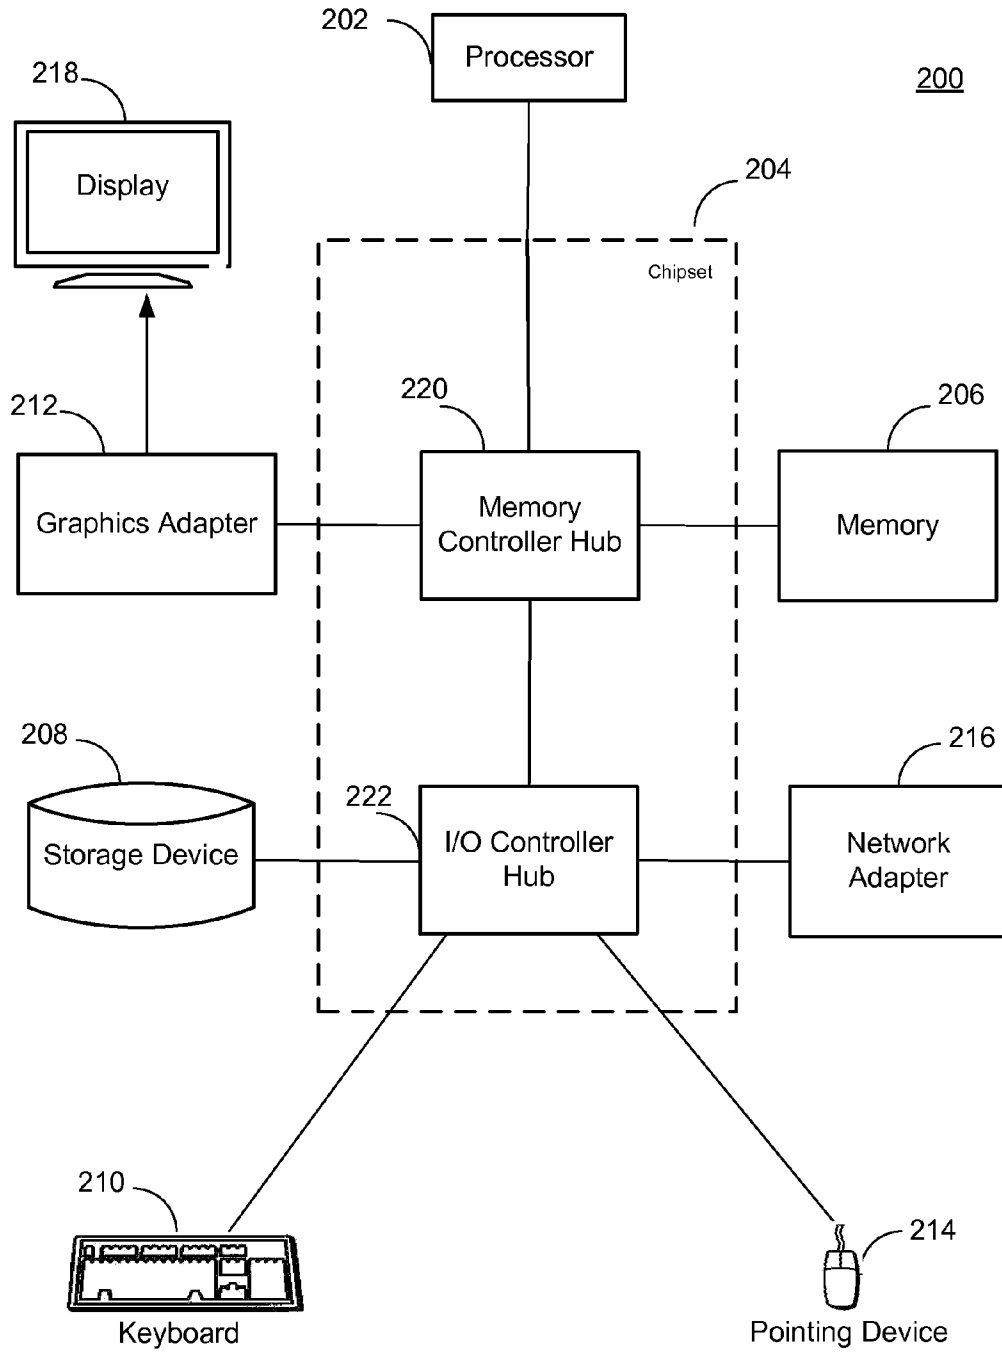 202
Processor
200
218
Display
204
Chipset
220
206
212
Memory
Controller Hub
Graphics Adapter
Memory
208
216
222
I/O Controller
Hub
Storage Device
Network
Adapter
210
214
Keyboard
Pointing Device